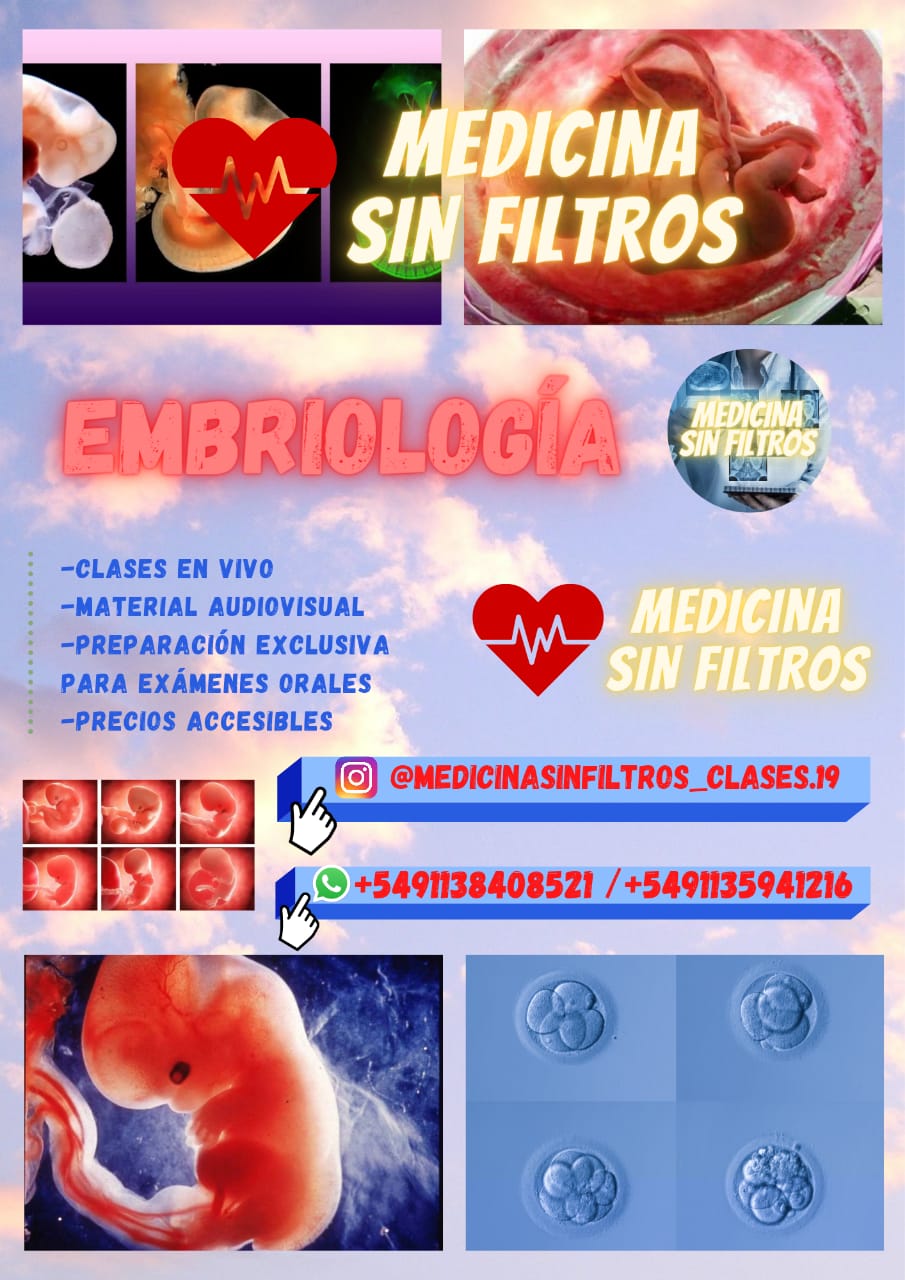 MEDICINA
SIN FILTROS
EMBRIOLOGÍA
MEDICINA
SIN FILTROS
-CLASES EN VIVO
-MATERIAL AUDIOVISUAL
-PREPARACIÓN EXCLUSIVA
PARA EXÁMENES ORALES
-PRECIOS ACCESIBLES
MEDICINA
SIN FILTROS
@MEDICINASINFILTROS_CLASES.19
+5491138408521 /+5491135941216